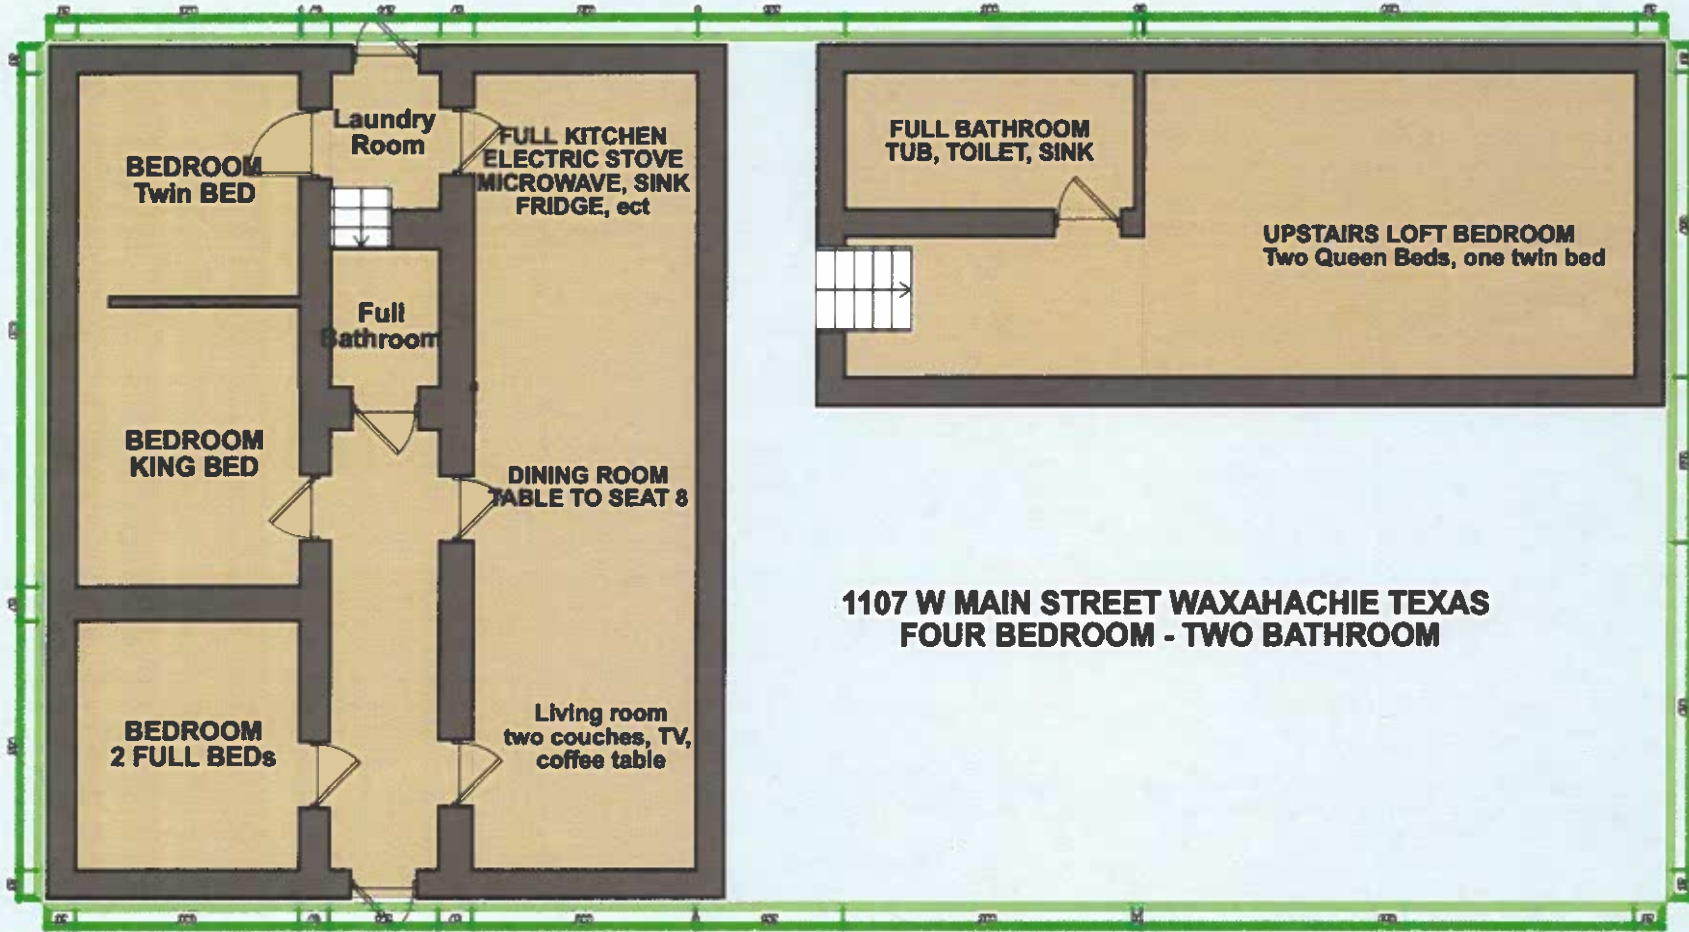 Laundry
Room
BEDROOM
Twin BED
FULL KITCHEN
ELECTRIC STOVE
MICROWAVE, SINK
FRIDGE, ect
Full
Bathroom
BEDROOM
KING BED
DINING ROOM
TABLE TO SEAT 8
BEDROOM
2 FULL BEDs
Living room
two couches, TV,
coffee table
FULL BATHROOM
TUB, TOILET, SINK
UPSTAIRS LOFT BEDROOM
Two Queen Beds, one twin bed
1107 W MAIN STREET WAXAHACHIE TEXAS
FOUR BEDROOM - TWO BATHROOM